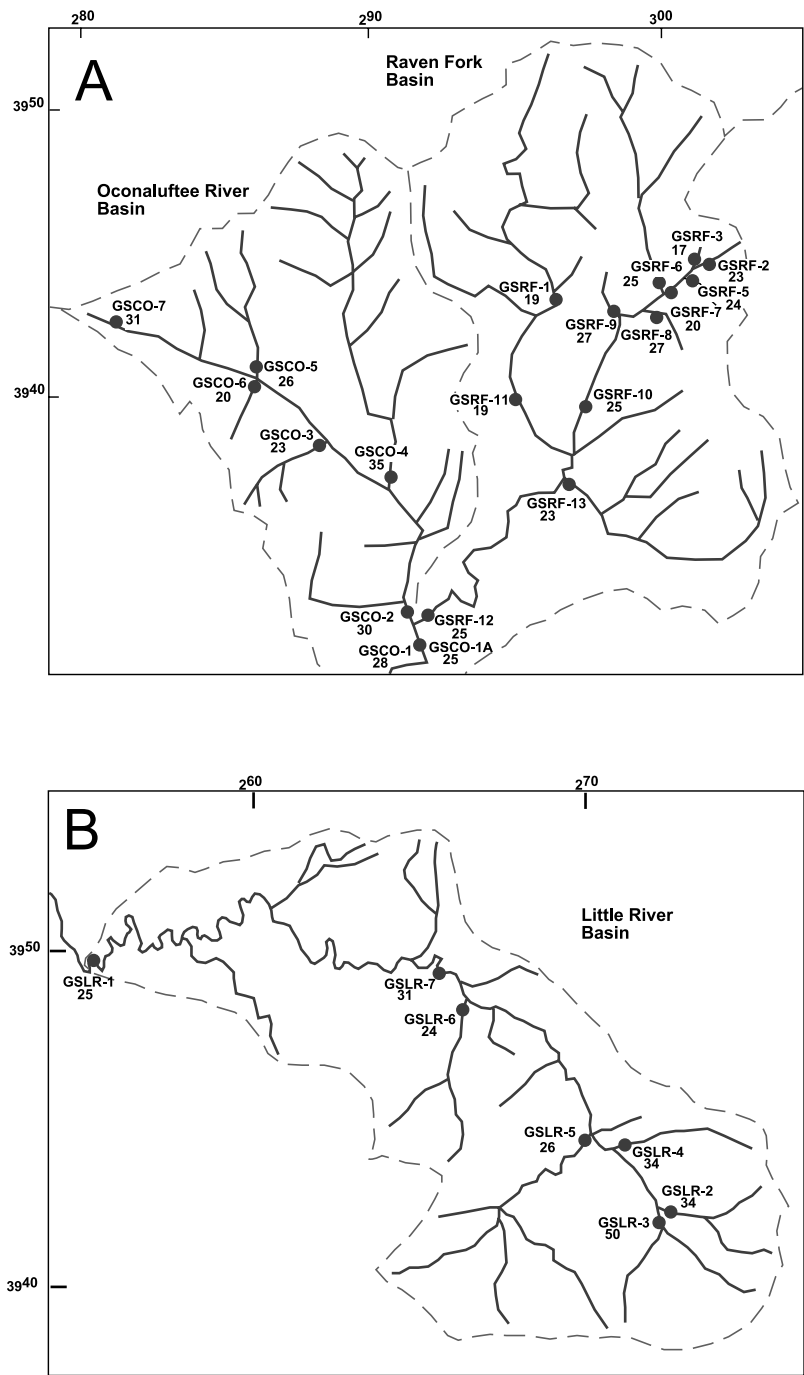 280
290
300
A
Raven Fork
Basin
3950
Oconaluftee River
Basin
GSRF-3
17
GSRF-2
23
GSRF-6
25
GSRF-5
24
GSRF-1
19
GSRF-7
20
GSCO-7
31
GSRF-9
27
GSRF-8
27
GSCO-5
26
GSCO-6
20
3940
GSRF-10
25
GSRF-11
19
GSCO-3
23
GSCO-4
35
GSRF-13
23
GSCO-2
30
GSRF-12
25
GSCO-1
28
GSCO-1A
25
260
270
B
Little River
Basin
3950
GSLR-1
25
GSLR-7
31
GSLR-6
24
GSLR-5
26
GSLR-4
34
GSLR-2
34
GSLR-3
50
3940